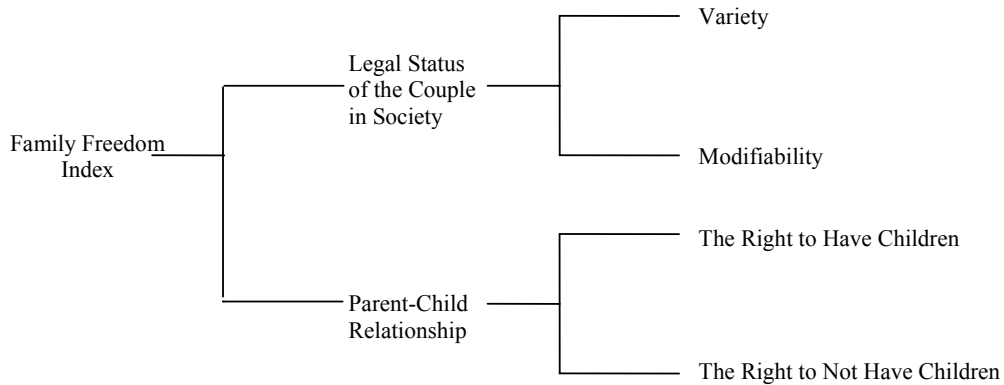 Variety
Legal Status
of the Couple
in Society
Family Freedom
Index
Modifiability
The Right to Have Children
Parent-Child
Relationship
The Right to Not Have Children